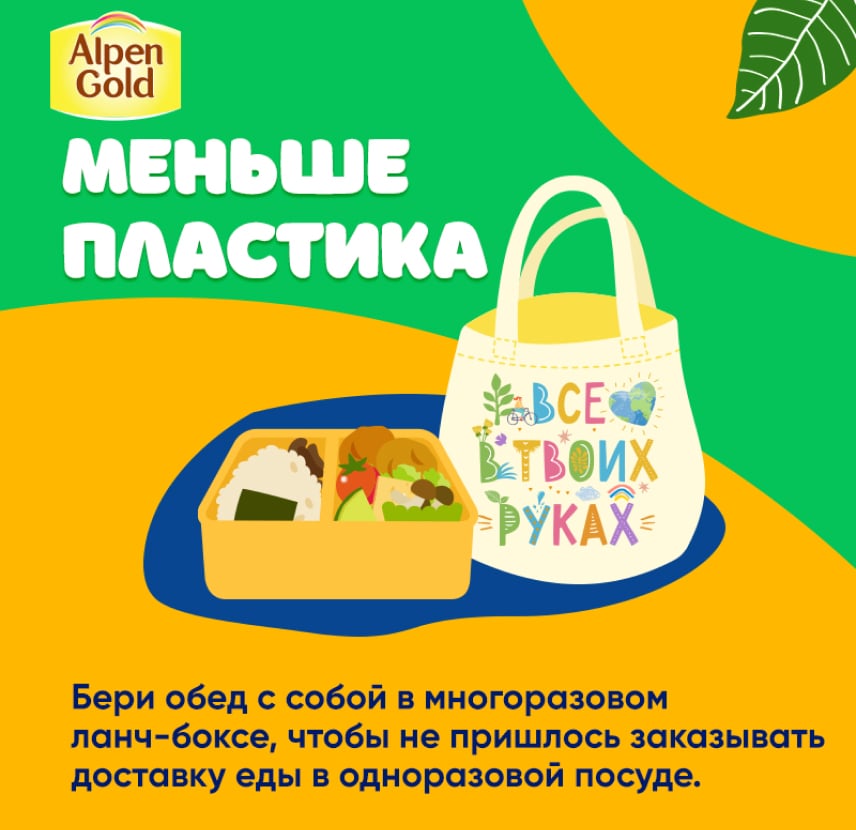 Alpen
Gold
МЕНЬШЕ
ПЛАСТИКА
ВСЕ
В ТВОИХ
РУКАХ
Бери обед с собой в многоразовом
ланч-боксе, чтобы не пришлось заказывать
доставку еды в одноразовой посуде.